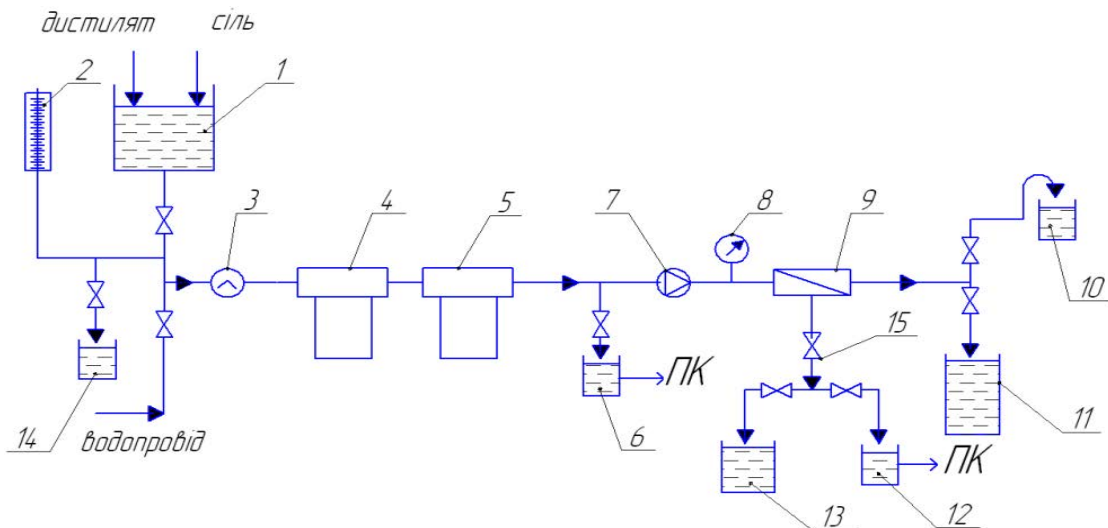 дистилят сіль
2 1
3 4 5 7 8 9
10
15
14 6 ПК 11
водопровід
ПК
13 12